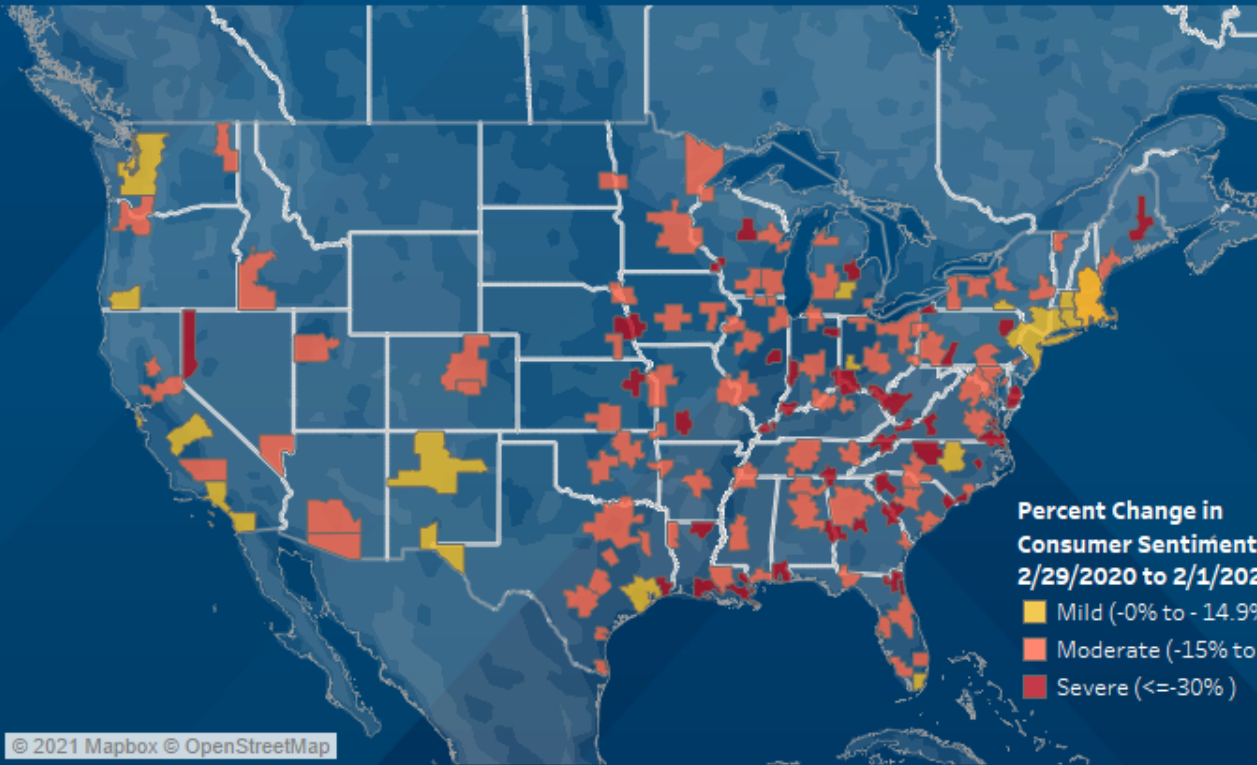 Percent Change in
Consumer Sentiment
2/29/2020 to 2/1/202
Mild (-0% to - 14.9%
Moderate (-15% to
Severe (<=-30% )
© 2021 Mapbox © OpenStreetMap